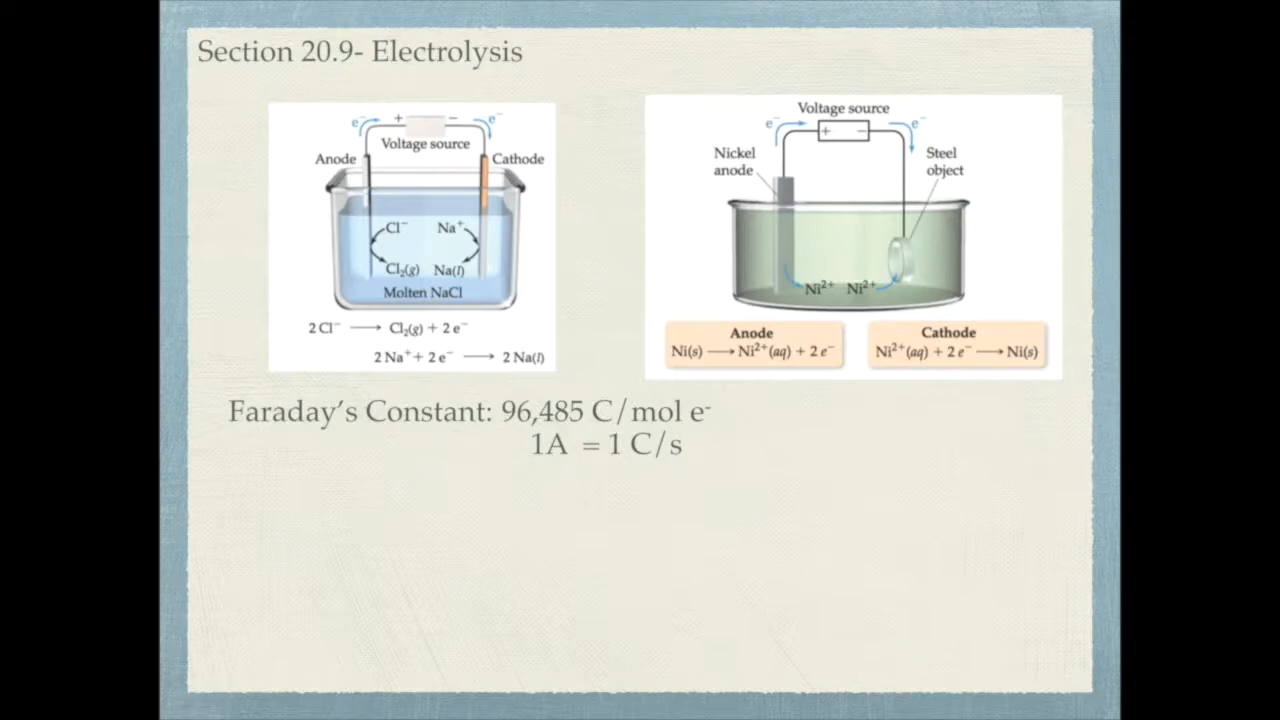 Section 20.9- Electrolysis
e⁻ + − e⁻
Voltage source
Anode
Cathode
Cl⁻ Na⁺
Cl₂(g) Na(l)
Molten NaCl
2 Cl⁻ ⟶ Cl₂(g) + 2 e⁻
2 Na⁺ + 2 e⁻ ⟶ 2 Na(l)
Voltage source
e⁻ + − e⁻
Nickel
anode
Steel
object
Ni²⁺ Ni²⁺
Anode
Ni(s) ⟶ Ni²⁺(aq) + 2 e⁻
Cathode
Ni²⁺(aq) + 2 e⁻ ⟶ Ni(s)
Faraday’s Constant: 96,485 C/mol e⁻
1A = 1 C/s